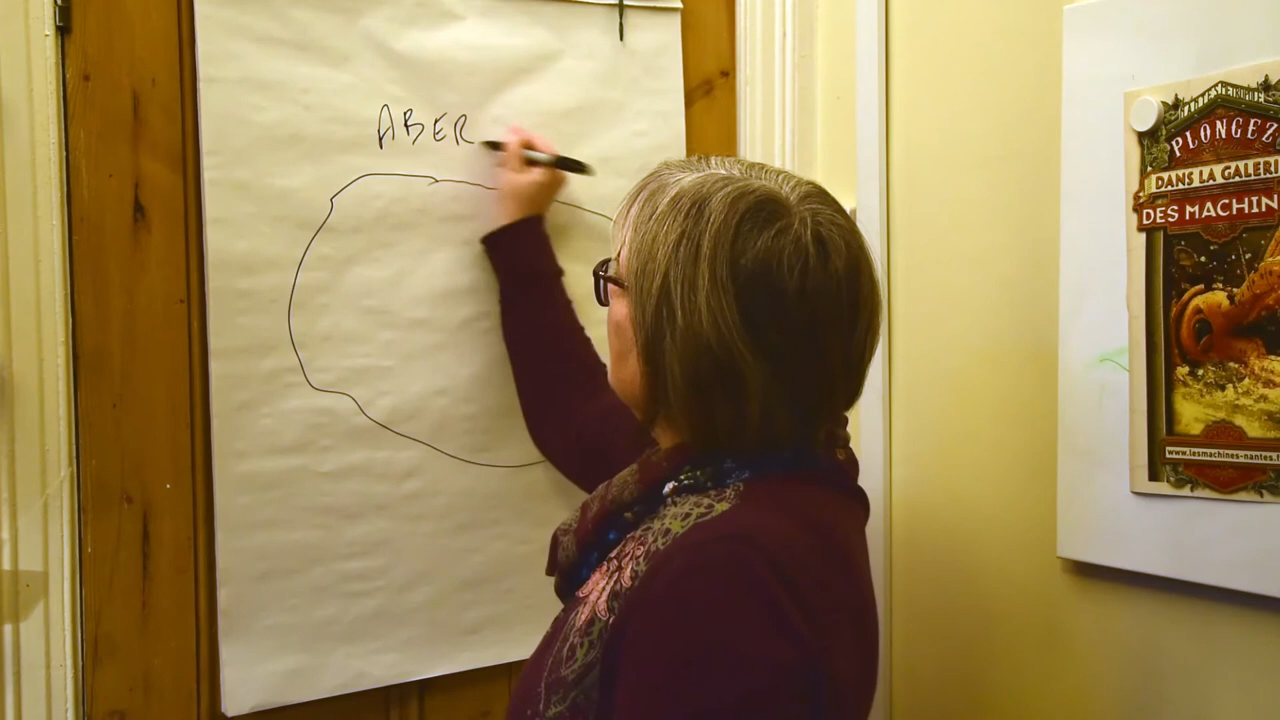 ABER
PLONGEZ
DANS LA GALERI
DES MACHIN
www.lesmachines-nantes.f